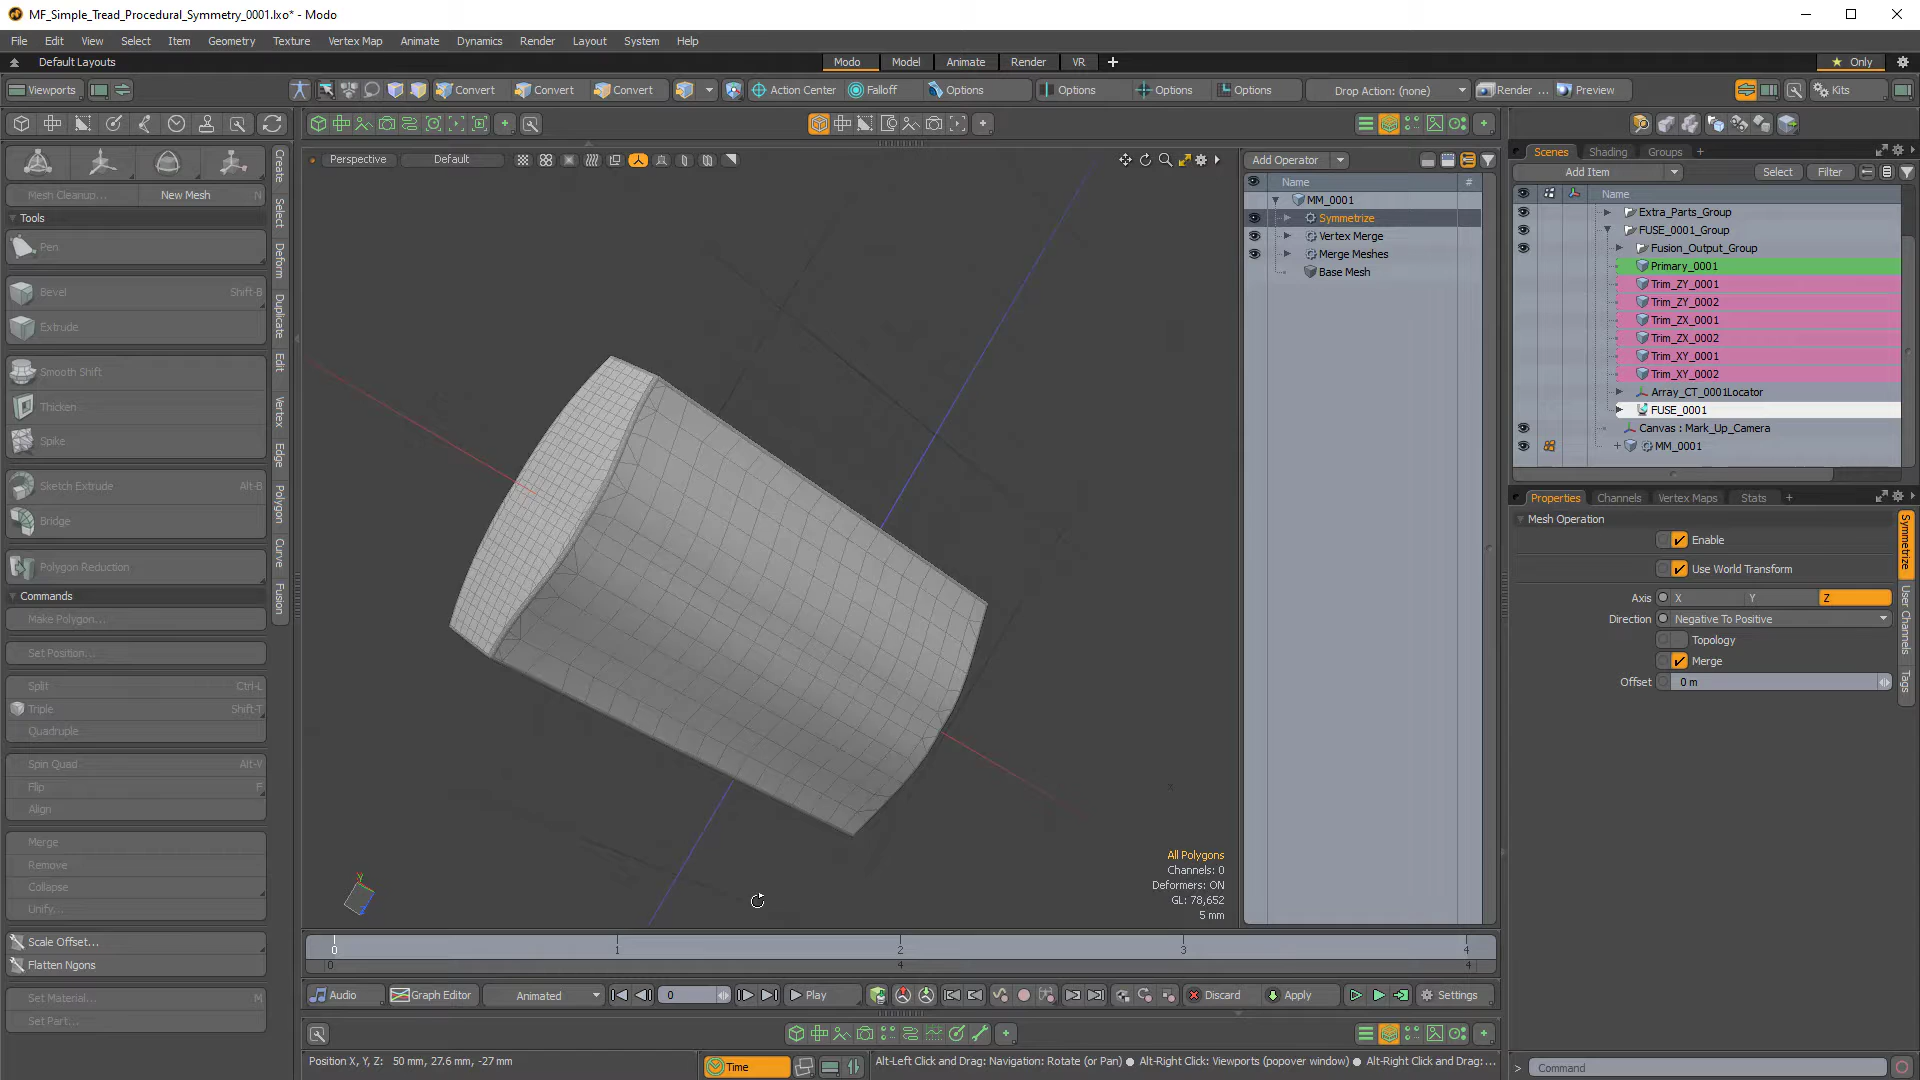 MF_Simple_Tread_Procedural_Symmetry_0001.lxo* - Modo
File Edit View Select Item Geometry Texture Vertex Map Animate Dynamics Render Layout System Help
Default Layouts Modo Model Animate Render VR Only
Viewports Convert Convert Convert Action Center Falloff Options Options Options Options Drop Action: (none) Render ... Preview Kits
Perspective Default
Mesh Cleanup... New Mesh N
Tools
Pen
Bevel Shift-B
Extrude
Smooth Shift
Thicken
Spike
Sketch Extrude Alt-B
Bridge
Polygon Reduction
Commands
Make Polygon...
Set Position...
Split Ctrl-L
Triple Shift-T
Quadruple
Spin Quad Alt-V
Flip F
Align
Merge
Remove
Collapse
Unify...
Scale Offset...
Flatten Ngons
Set Material... M
Set Part...
Create
Select
Deform
Duplicate
Edit
Vertex
Edge
Polygon
Curve
Fusion
Y
All Polygons
Channels: 0
Deformers: ON
GL: 78,652
5 mm
Add Operator
Name #
MM_0001
Symmetrize
Vertex Merge
Merge Meshes
Base Mesh
Scenes Shading Groups
Add Item Select Filter
Name
Extra_Parts_Group
FUSE_0001_Group
Fusion_Output_Group
Primary_0001
Trim_ZY_0001
Trim_ZY_0002
Trim_ZX_0001
Trim_ZX_0002
Trim_XY_0001
Trim_XY_0002
Array_CT_0001Locator
FUSE_0001
Canvas : Mark_Up_Camera
MM_0001
Properties Channels Vertex Maps Stats
Mesh Operation
Enable
Use World Transform
Axis X Y Z
Direction Negative To Positive
Topology
Merge
Offset 0 m
Symmetrize
User Channels
Tags
0 1 2 3 4
0 4 4
Audio Graph Editor Animated 0 Play Discard Apply Settings
Position X, Y, Z: 50 mm, 27.6 mm, -27 mm Time Alt-Left Click and Drag: Navigation: Rotate (or Pan) ● Alt-Right Click: Viewports (popover window) ● Alt-Right Click and Drag: ... > Command